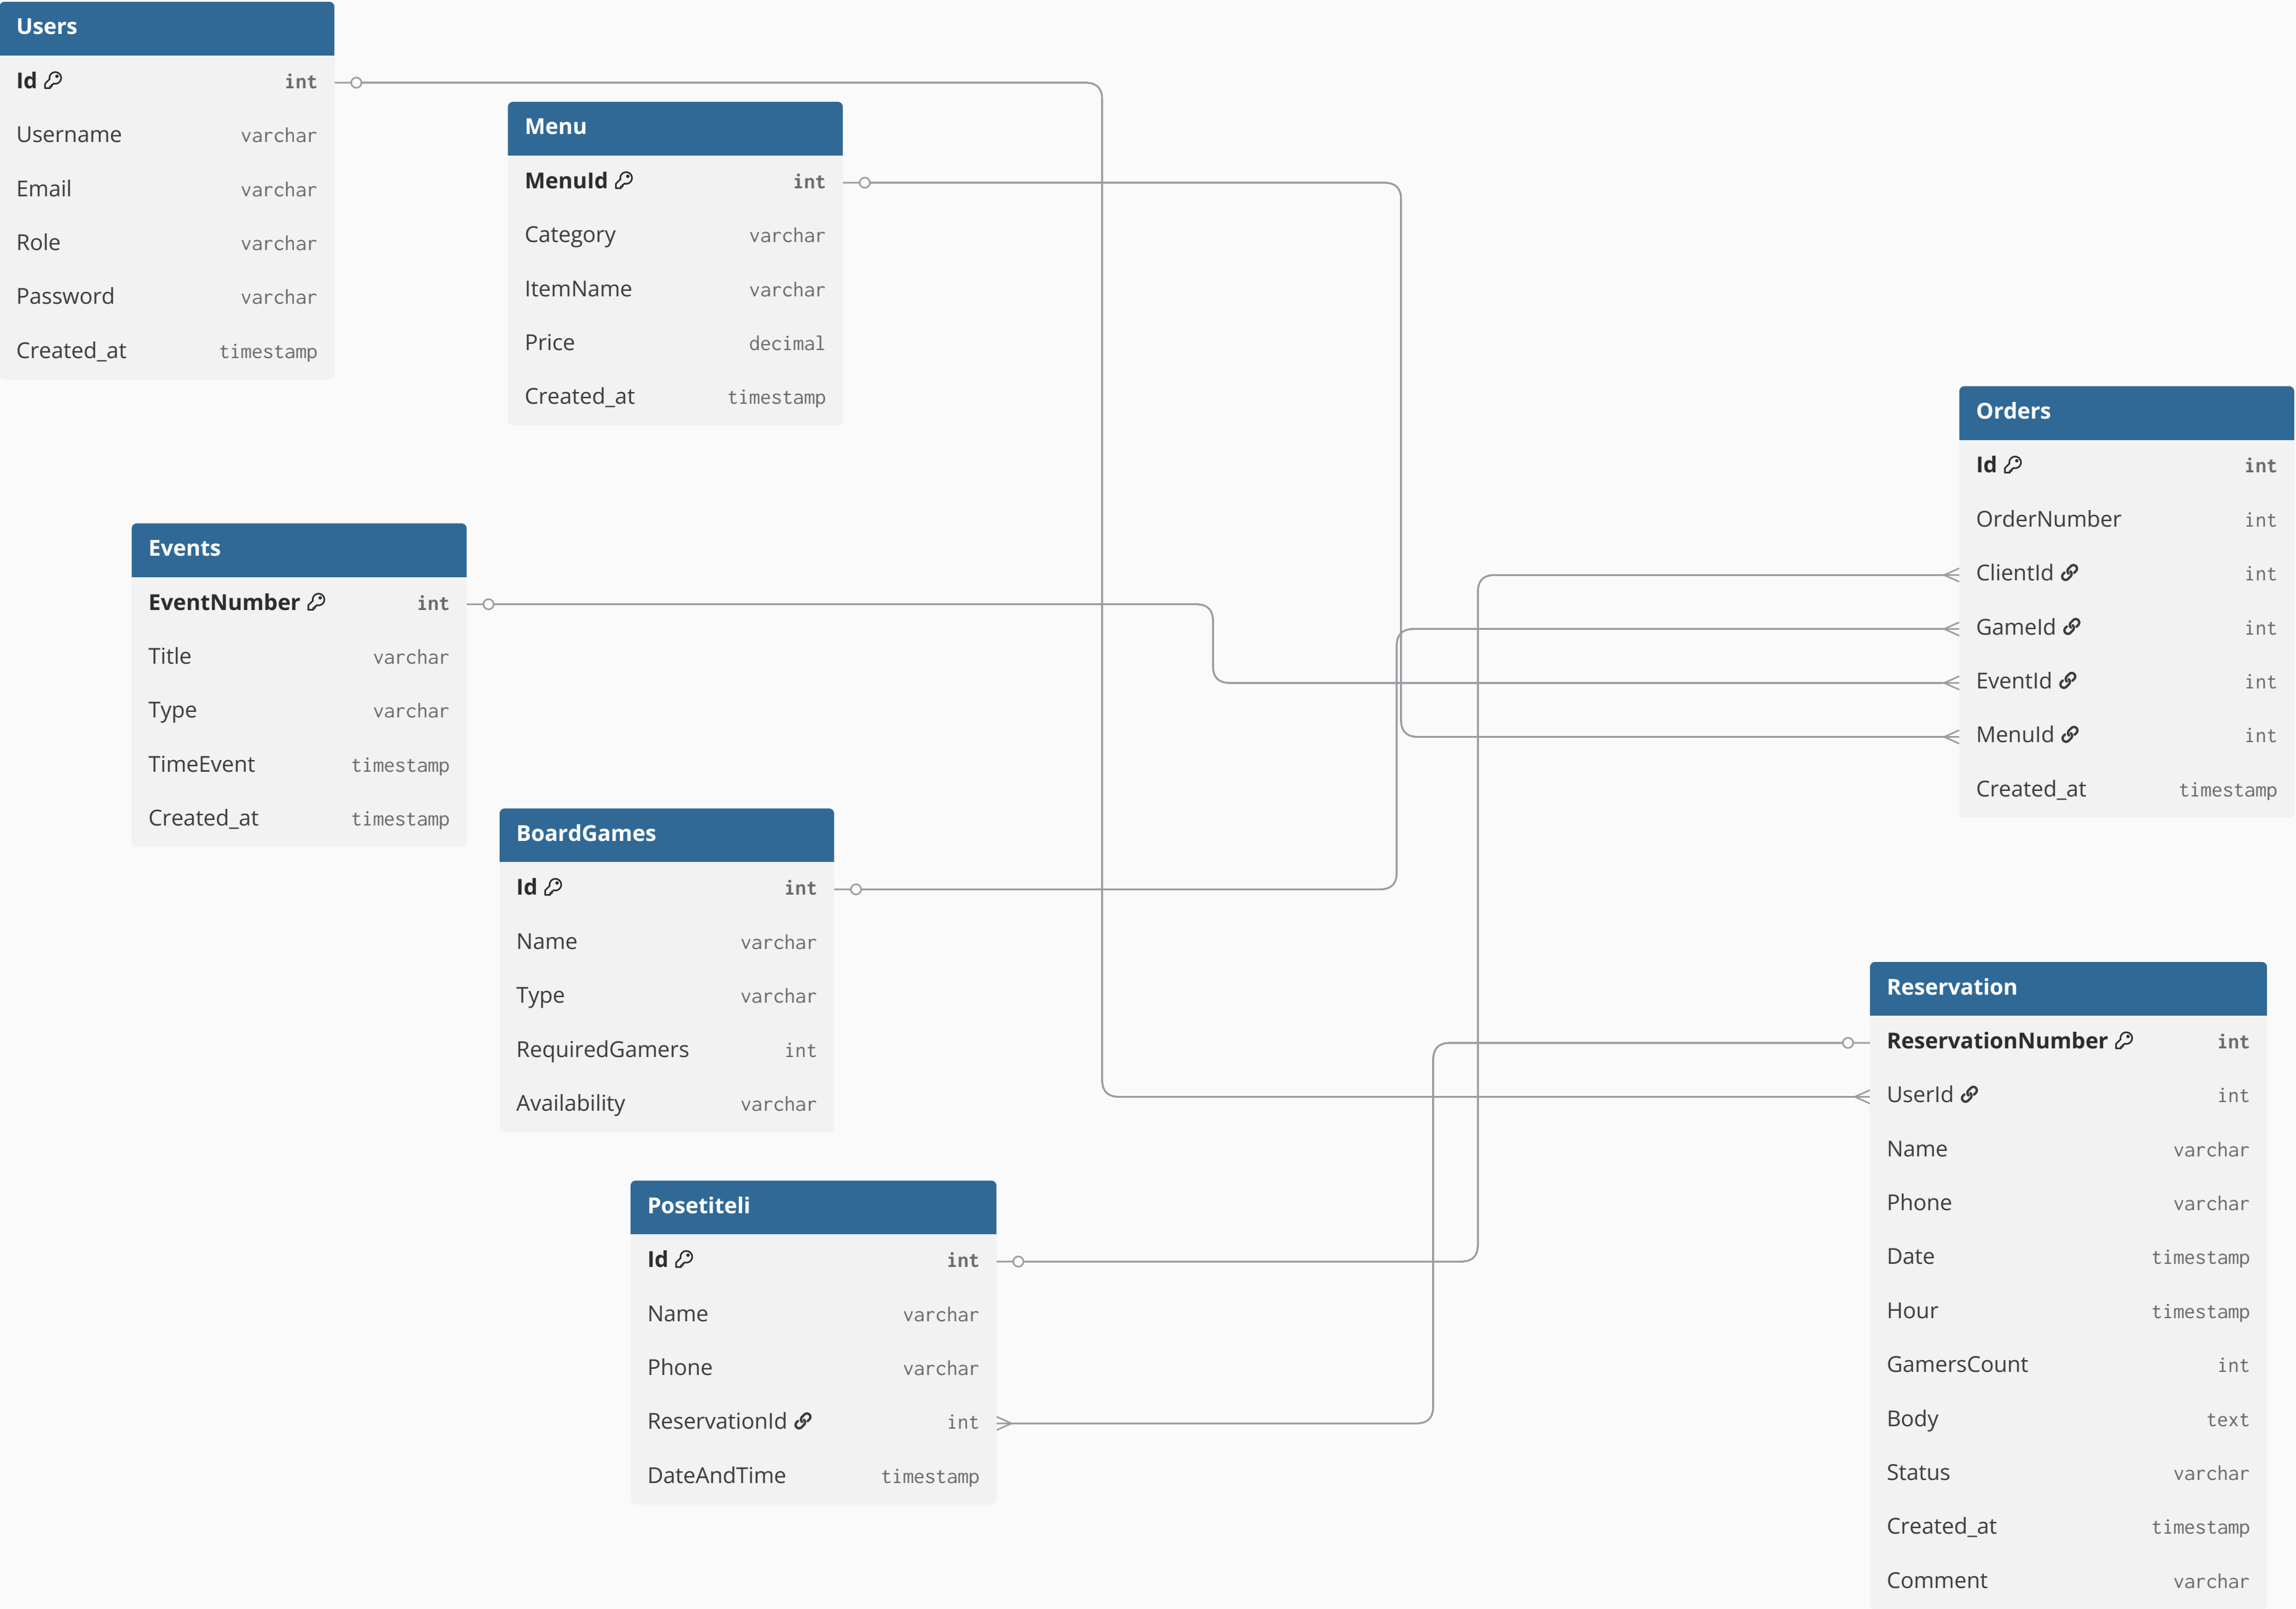 Users
Id int
Username varchar
Email varchar
Role varchar
Password varchar
Created_at timestamp
Menu
MenuId int
Category varchar
ItemName varchar
Price decimal
Created_at timestamp
Events
EventNumber int
Title varchar
Type varchar
TimeEvent timestamp
Created_at timestamp
BoardGames
Id int
Name varchar
Type varchar
RequiredGamers int
Availability varchar
Posetiteli
Id int
Name varchar
Phone varchar
ReservationId int
DateAndTime timestamp
Orders
Id int
OrderNumber int
ClientId int
GameId int
EventId int
MenuId int
Created_at timestamp
Reservation
ReservationNumber int
UserId int
Name varchar
Phone varchar
Date timestamp
Hour timestamp
GamersCount int
Body text
Status varchar
Created_at timestamp
Comment varchar